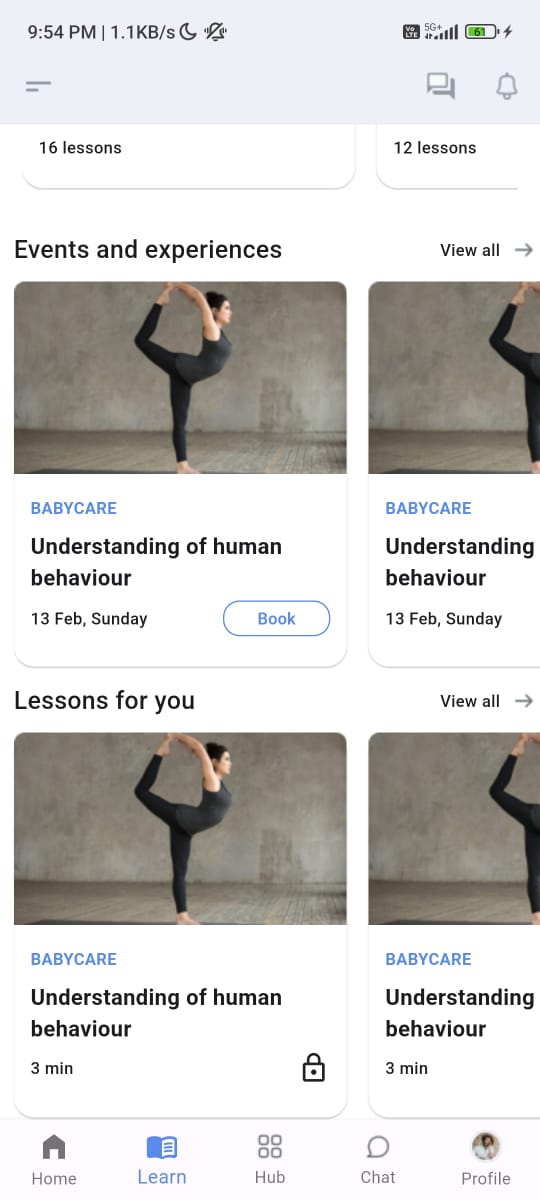 9:54 PM | 1.1KB/s
Vo
LTE
5G+
61
16 lessons
12 lessons
Events and experiences
View all
BABYCARE
Understanding of human
behaviour
13 Feb, Sunday
Book
BABYCARE
Understanding
behaviour
13 Feb, Sunday
Lessons for you
View all
BABYCARE
Understanding of human
behaviour
3 min
BABYCARE
Understanding
behaviour
3 min
Home
Learn
Hub
Chat
Profile